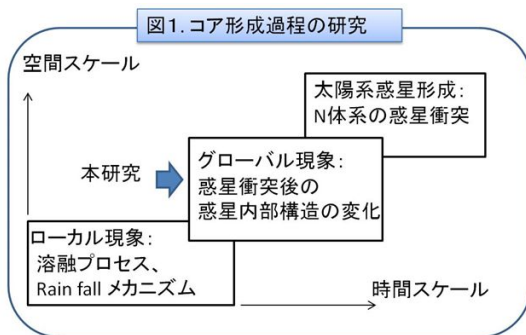 図1.コア形成過程の研究
空間スケール
太陽系惑星形成:
N体系の惑星衝突
グローバル現象:
惑星衝突後の
惑星内部構造の変化
本研究
ローカル現象:
溶融プロセス、
Rain fall メカニズム
時間スケール